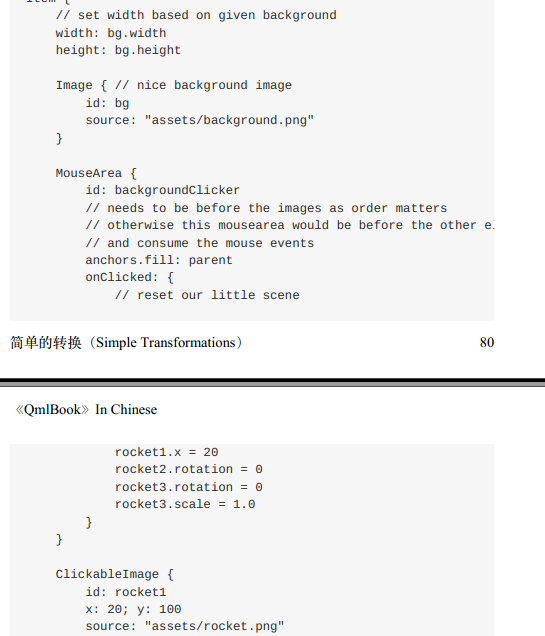 Item {
// set width based on given background
width: bg.width
height: bg.height
Image { // nice background image
id: bg
source: "assets/background.png"
}
MouseArea {
id: backgroundClicker
// needs to be before the images as order matters
// otherwise this mousearea would be before the other
// and consume the mouse events
anchors.fill: parent
onClicked: {
// reset our little scene
简单的转换（Simple Transformations） 80
《QmlBook》In Chinese
rocket1.x = 20
rocket2.rotation = 0
rocket3.rotation = 0
rocket3.scale = 1.0
}
}
ClickableImage {
id: rocket1
x: 20; y: 100
source: "assets/rocket.png"